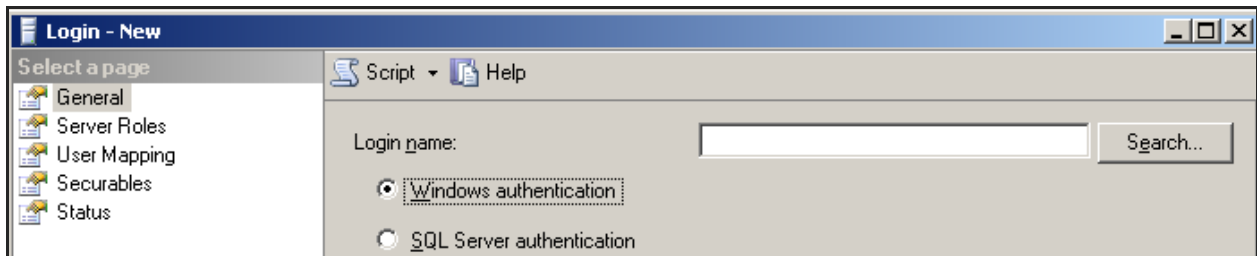 Login - New
Select a page
General
Server Roles
User Mapping
Securables
Status
Script
Help
Login name:
Search...
Windows authentication
SQL Server authentication